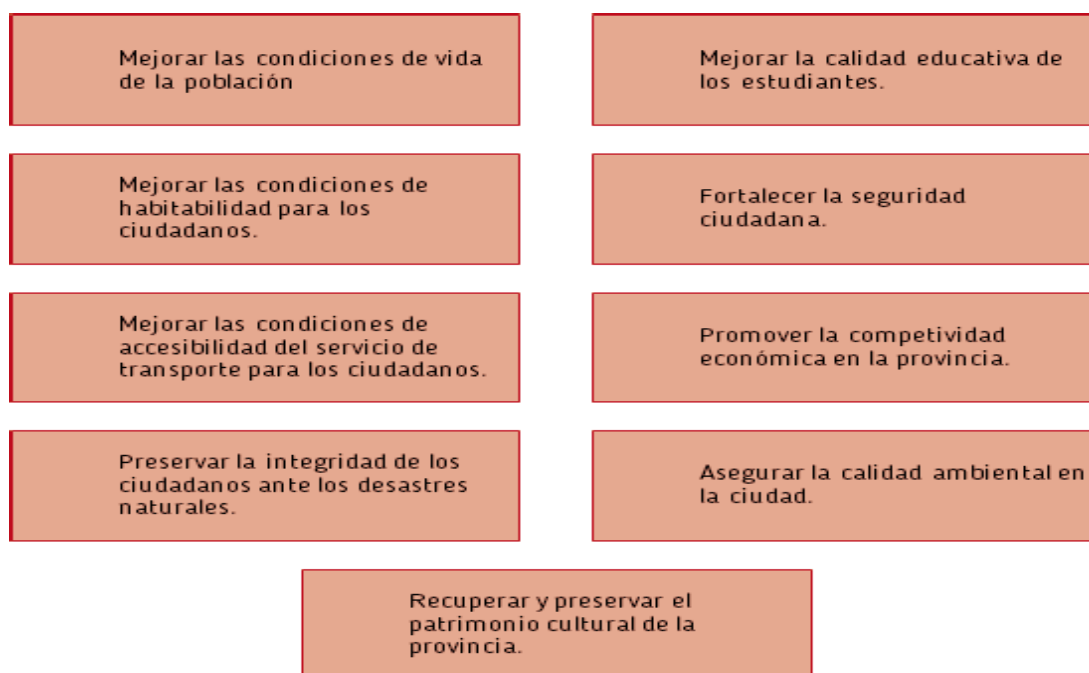 Mejorar las condiciones de vida
de la población
Mejorar la calidad educativa de
los estudiantes.
Mejorar las condiciones de
habitabilidad para los
ciudadanos.
Fortalecer la seguridad
ciudadana.
Mejorar las condiciones de
accesibilidad del servicio de
transporte para los ciudadanos.
Promover la competividad
económica en la provincia.
Preservar la integridad de los
ciudadanos ante los desastres
naturales.
Asegurar la calidad ambiental en
la ciudad.
Recuperar y preservar el
patrimonio cultural de la
provincia.